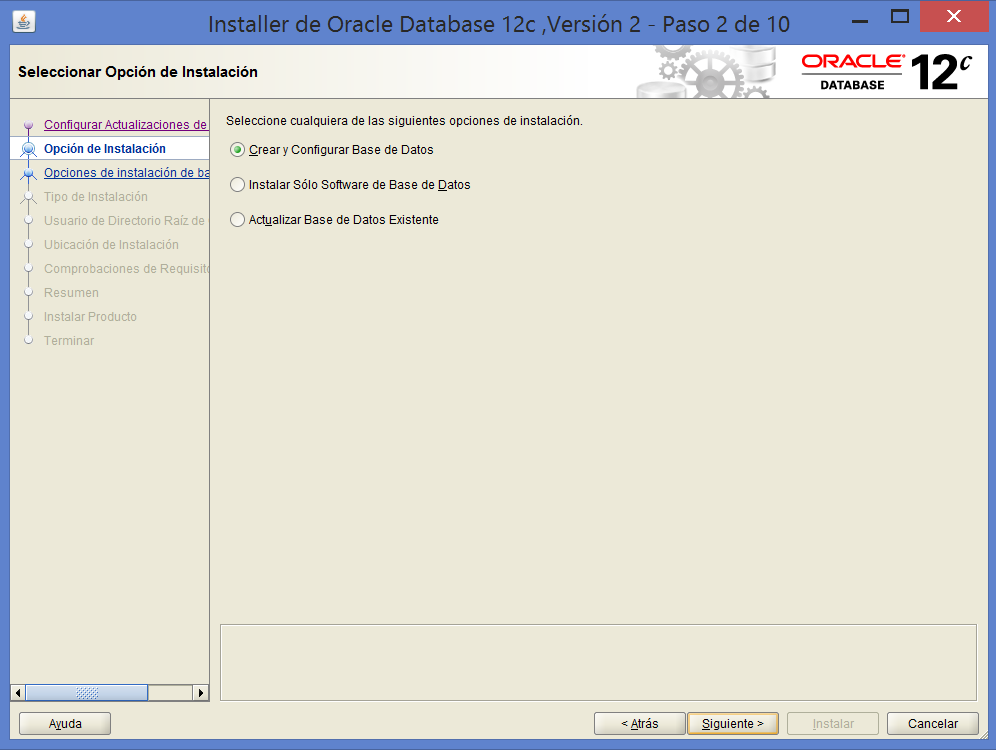 Installer de Oracle Database 12c ,Versión 2 - Paso 2 de 10
Seleccionar Opción de Instalación
ORACLE
DATABASE
12c
Configurar Actualizaciones de
Opción de Instalación
Opciones de instalación de ba
Tipo de Instalación
Usuario de Directorio Raíz de
Ubicación de Instalación
Comprobaciones de Requisito
Resumen
Instalar Producto
Terminar
Seleccione cualquiera de las siguientes opciones de instalación.
Crear y Configurar Base de Datos
Instalar Sólo Software de Base de Datos
Actualizar Base de Datos Existente
Ayuda
< Atrás
Siguiente >
Instalar
Cancelar